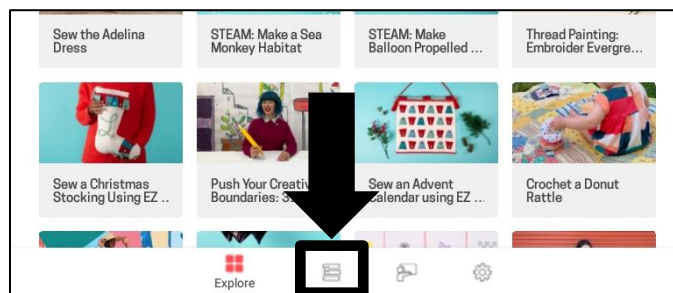 Sew the Adelina
Dress
STEAM: Make a Sea
Monkey Habitat
STEAM: Make
Balloon Propelled ...
Thread Painting:
Embroider Evergre...
Sew a Christmas
Stocking Using EZ ..
Push Your Creativ
Boundaries: 3
Sew an Advent
Calendar using EZ ...
Crochet a Donut
Rattle
Explore